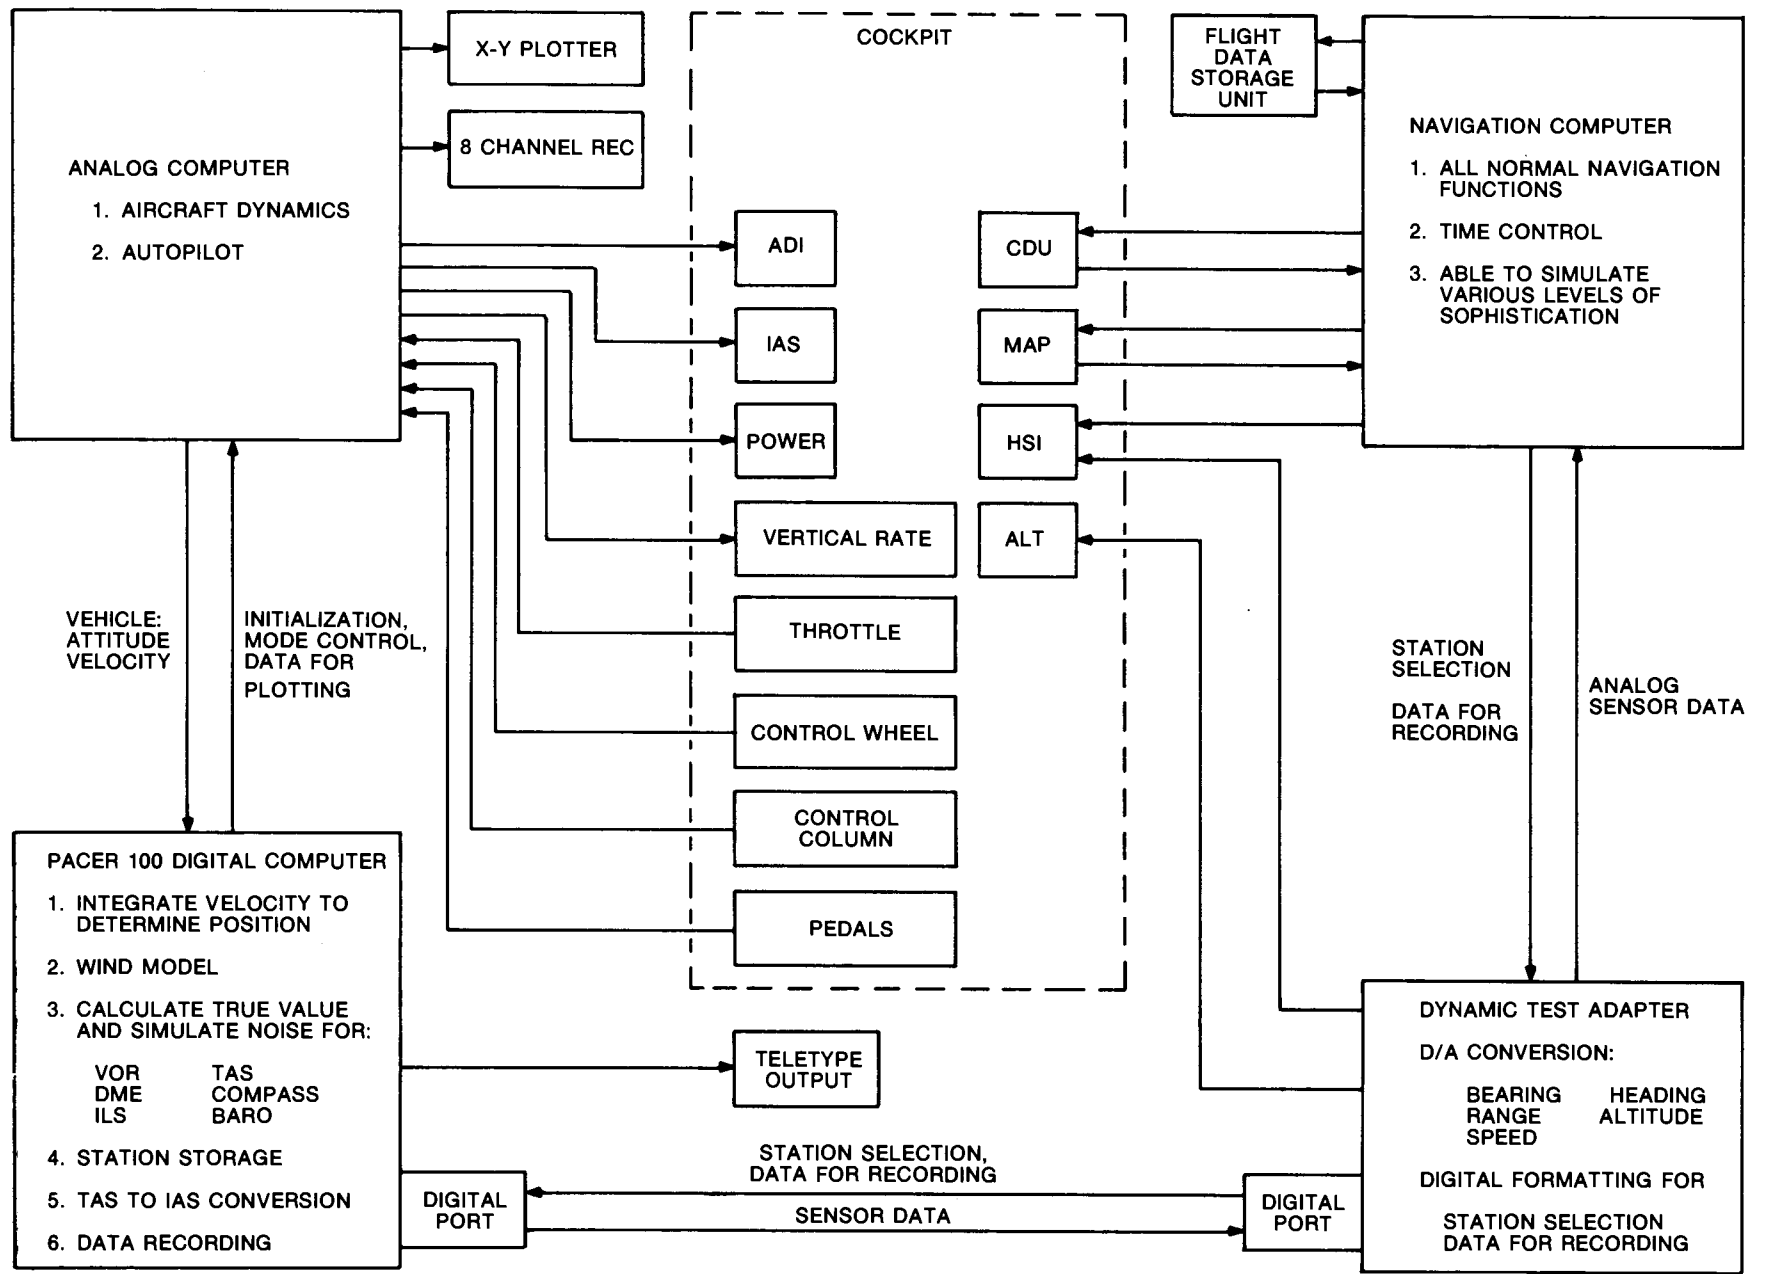 ANALOG COMPUTER
1. AIRCRAFT DYNAMICS
2. AUTOPILOT
X-Y PLOTTER
8 CHANNEL REC
COCKPIT
ADI
IAS
POWER
VERTICAL RATE
THROTTLE
CONTROL WHEEL
CONTROL
COLUMN
PEDALS
CDU
MAP
HSI
ALT
FLIGHT
DATA
STORAGE
UNIT
NAVIGATION COMPUTER
1. ALL NORMAL NAVIGATION
FUNCTIONS
2. TIME CONTROL
3. ABLE TO SIMULATE
VARIOUS LEVELS OF
SOPHISTICATION
VEHICLE:
ATTITUDE
VELOCITY
INITIALIZATION,
MODE CONTROL,
DATA FOR
PLOTTING
STATION
SELECTION
DATA FOR
RECORDING
ANALOG
SENSOR DATA
PACER 100 DIGITAL COMPUTER
1. INTEGRATE VELOCITY TO
DETERMINE POSITION
2. WIND MODEL
3. CALCULATE TRUE VALUE
AND SIMULATE NOISE FOR:
VOR TAS
DME COMPASS
ILS BARO
4. STATION STORAGE
5. TAS TO IAS CONVERSION
6. DATA RECORDING
DIGITAL
PORT
TELETYPE
OUTPUT
STATION SELECTION,
DATA FOR RECORDING
SENSOR DATA
DIGITAL
PORT
DYNAMIC TEST ADAPTER
D/A CONVERSION:
BEARING HEADING
RANGE ALTITUDE
SPEED
DIGITAL FORMATTING FOR
STATION SELECTION
DATA FOR RECORDING